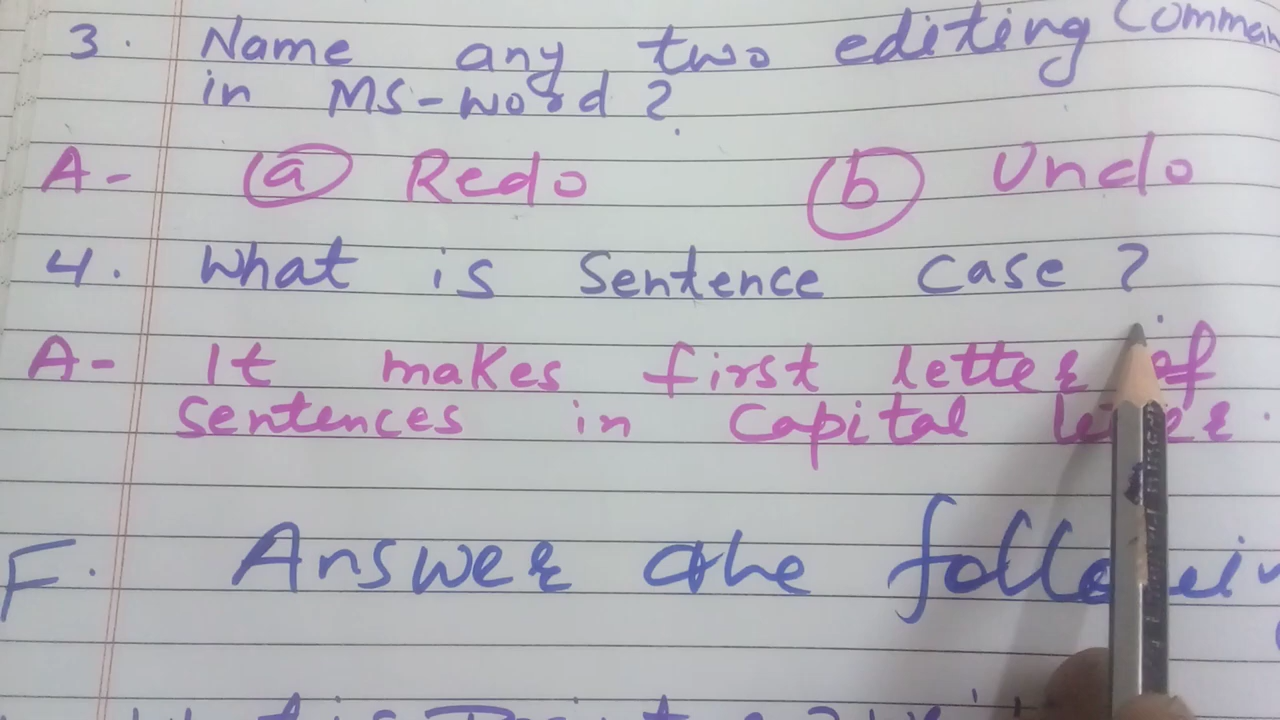 3. Name any two editing Comman
in MS-word ?
A- (a) Redo (b) Undo
4. What is Sentence case ?
A- It makes first letter of
sentences in capital letter.
F. Answer the followin